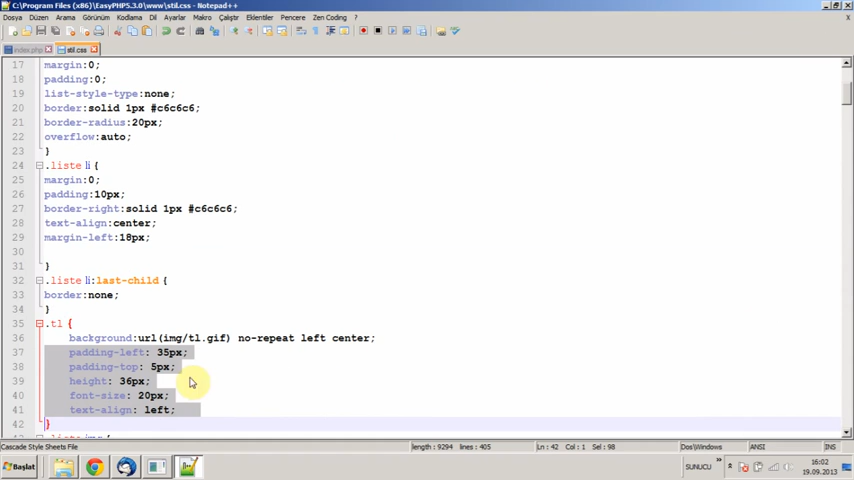 C:\Program Files (x86)\EasyPHP5.3.0\www\stil.css - Notepad++
Dosya Düzen Arama Görünüm Kodlama Dil Ayarlar Makro Çalıştır Eklentiler Pencere Zen Coding ?
X
index.php stil.css
17 margin:0;
18 padding:0;
19 list-style-type:none;
20 border:solid 1px #c6c6c6;
21 border-radius:20px;
22 overflow:auto;
23 }
24 .liste li {
25 margin:0;
26 padding:10px;
27 border-right:solid 1px #c6c6c6;
28 text-align:center;
29 margin-left:18px;
30
31 }
32 .liste li:last-child {
33 border:none;
34 }
35 .tl {
36 background:url(img/tl.gif) no-repeat left center;
37 padding-left: 35px;
38 padding-top: 5px;
39 height: 36px;
40 font-size: 20px;
41 text-align: left;
42 }
Cascade Style Sheets File length : 9294 lines : 405 Ln : 42 Col : 1 Sel : 98 Dos\Windows ANSI INS
Başlat SUNUCU » 16:02
19.09.2013